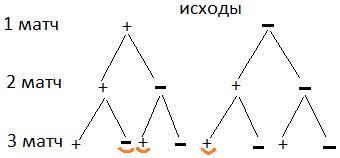 исходы
1 матч + −
2 матч + − + −
3 матч + − + − + − + −